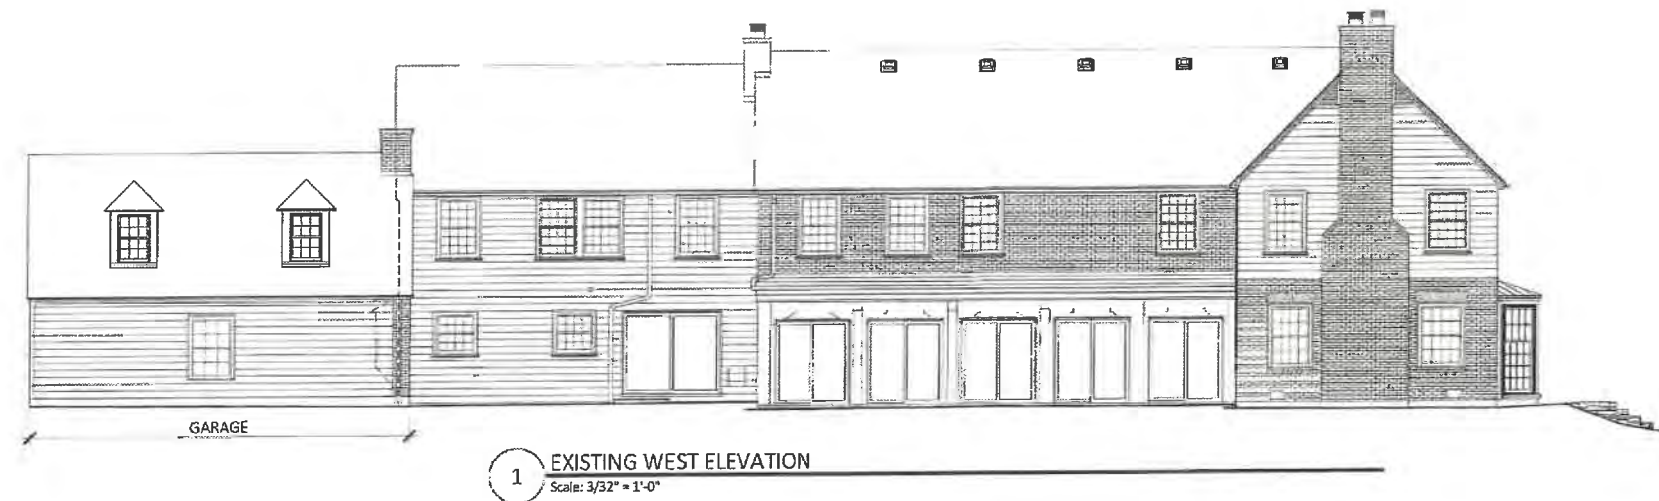 GARAGE
1
EXISTING WEST ELEVATION
Scale: 3/32" = 1'-0"